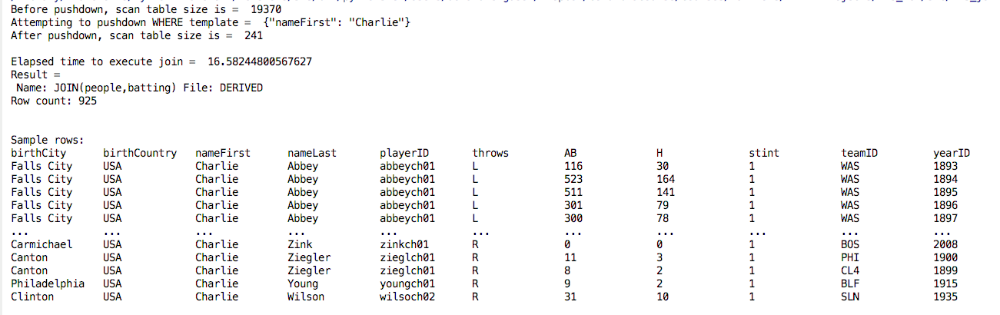 Before pushdown, scan table size is =  19370
Attempting to pushdown WHERE template =  {"nameFirst": "Charlie"}
After pushdown, scan table size is =  241
Elapsed time to execute join =  16.58244800567627
Result =
Name: JOIN(people,batting) File: DERIVED
Row count: 925
Sample rows:
birthCity birthCountry nameFirst nameLast playerID throws AB H stint teamID yearID
Falls City USA Charlie Abbey abbeych01 L 116 30 1 WAS 1893
Falls City USA Charlie Abbey abbeych01 L 523 164 1 WAS 1894
Falls City USA Charlie Abbey abbeych01 L 511 141 1 WAS 1895
Falls City USA Charlie Abbey abbeych01 L 301 79 1 WAS 1896
Falls City USA Charlie Abbey abbeych01 L 300 78 1 WAS 1897
... ... ... ... ... ... ... ... ... ... ...
Carmichael USA Charlie Zink zinkch01 R 0 0 1 BOS 2008
Canton USA Charlie Ziegler zieglch01 R 11 3 1 PHI 1900
Canton USA Charlie Ziegler zieglch01 R 8 2 1 CL4 1899
Philadelphia USA Charlie Young youngch01 R 9 2 1 BLF 1915
Clinton USA Charlie Wilson wilsoch02 R 31 10 1 SLN 1935